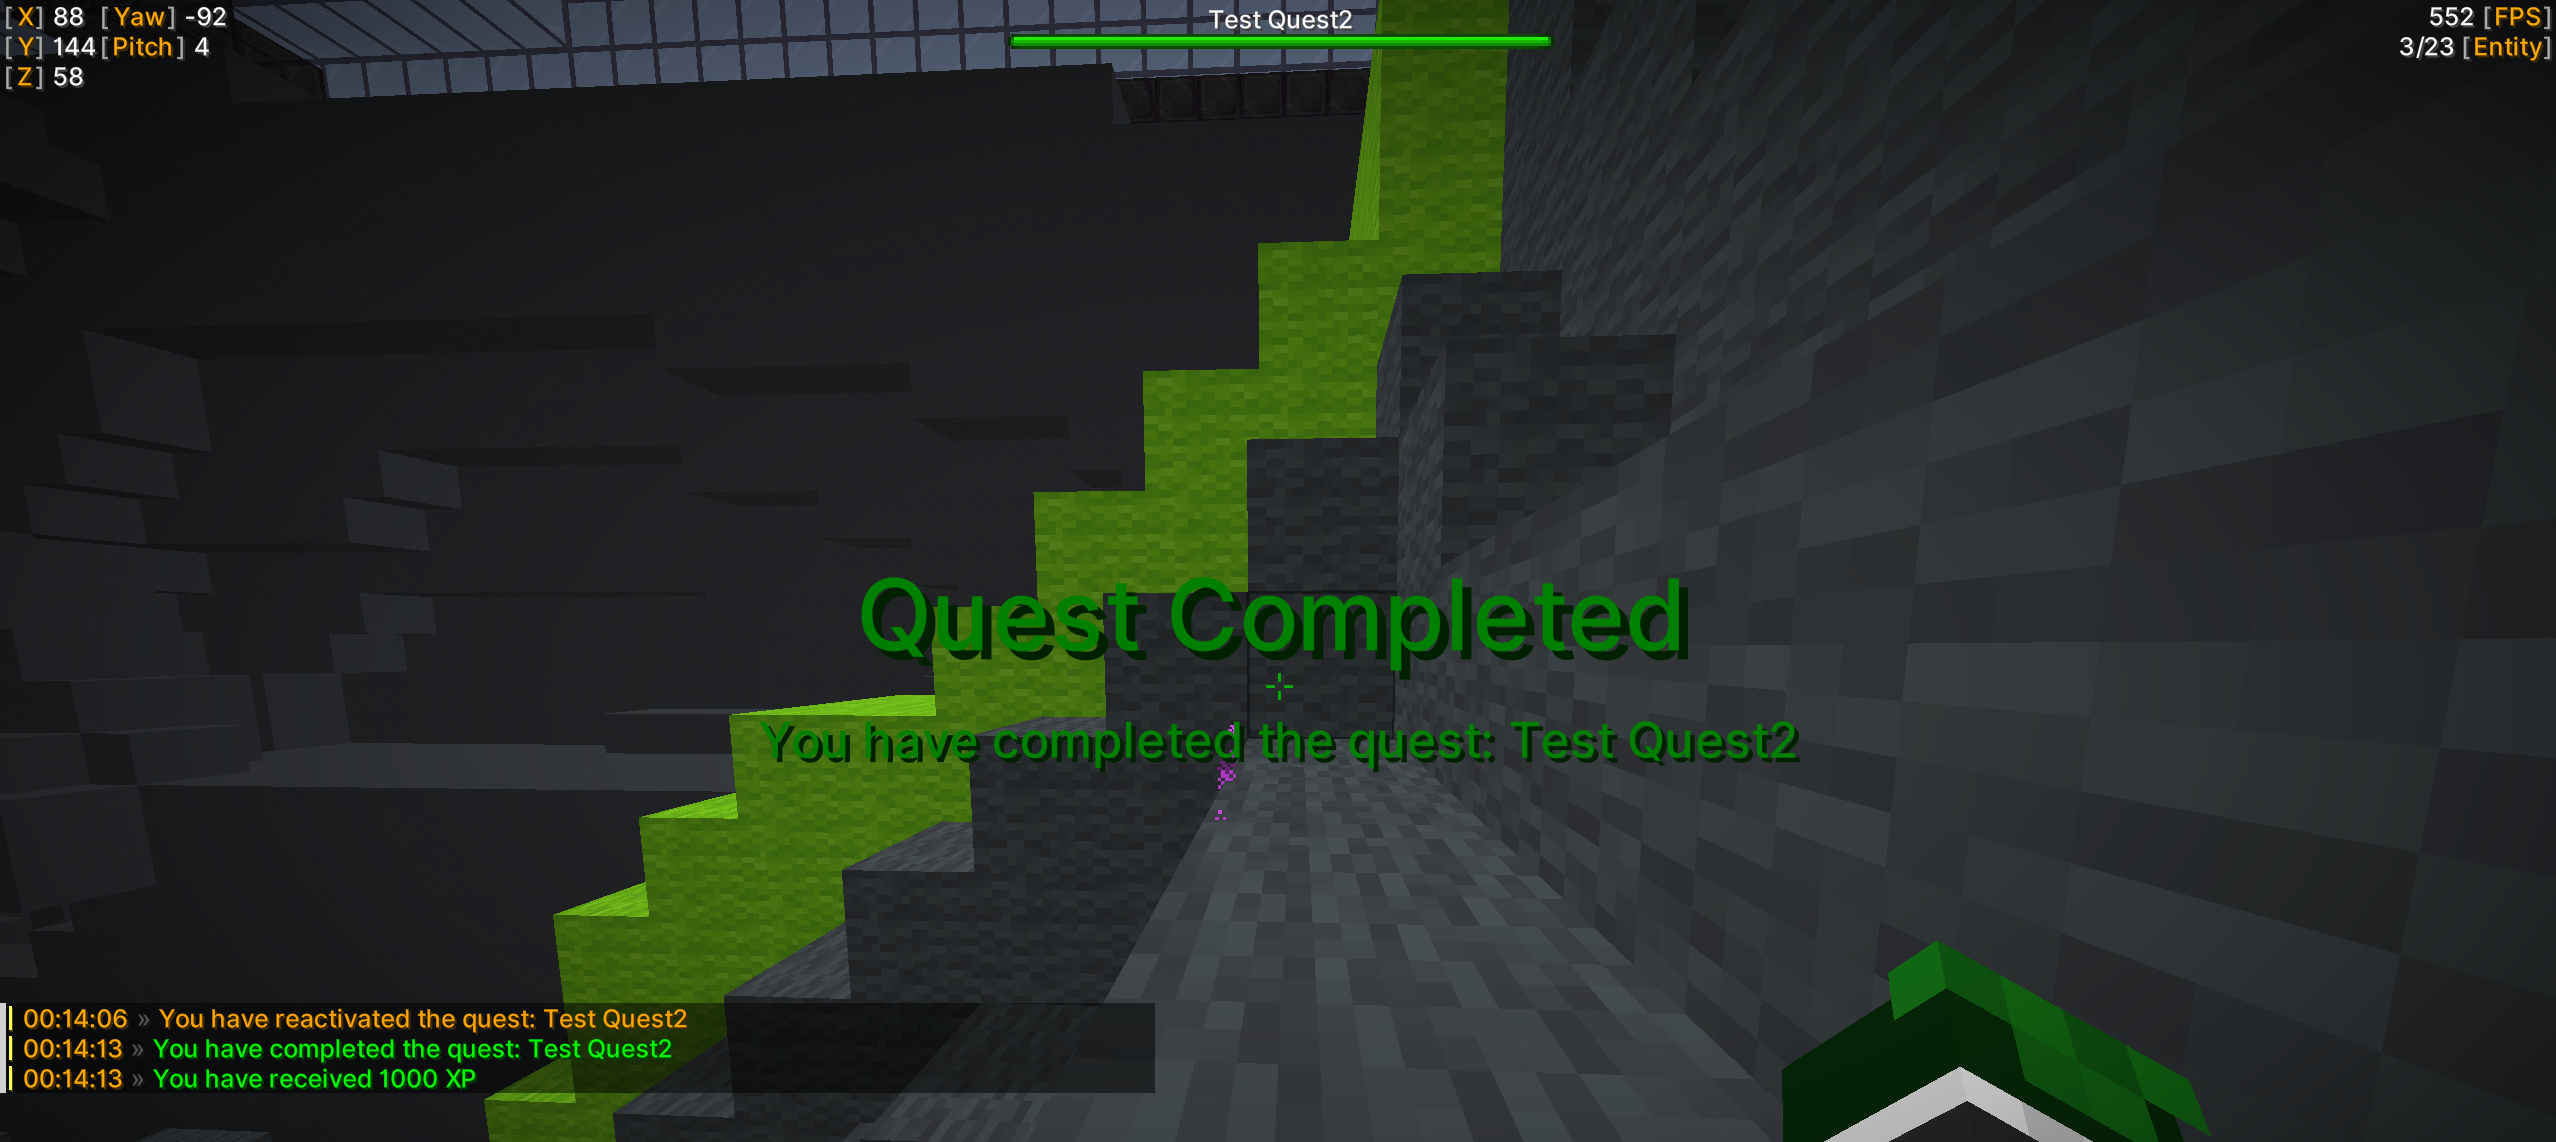 [X] 88 [Yaw] -92
[Y] 144 [Pitch] 4
[Z] 58
Test Quest2
552 [FPS]
3/23 [Entity]
Quest Completed
You have completed the quest: Test Quest2
00:14:06 » You have reactivated the quest: Test Quest2
00:14:13 » You have completed the quest: Test Quest2
00:14:13 » You have received 1000 XP